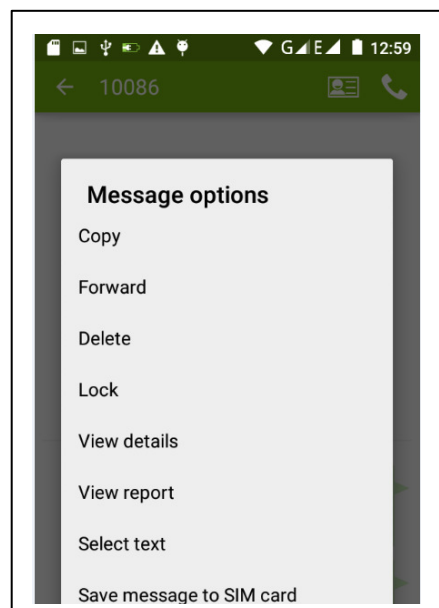 G E 12:59
10086
Message options
Copy
Forward
Delete
Lock
View details
View report
Select text
Save message to SIM card